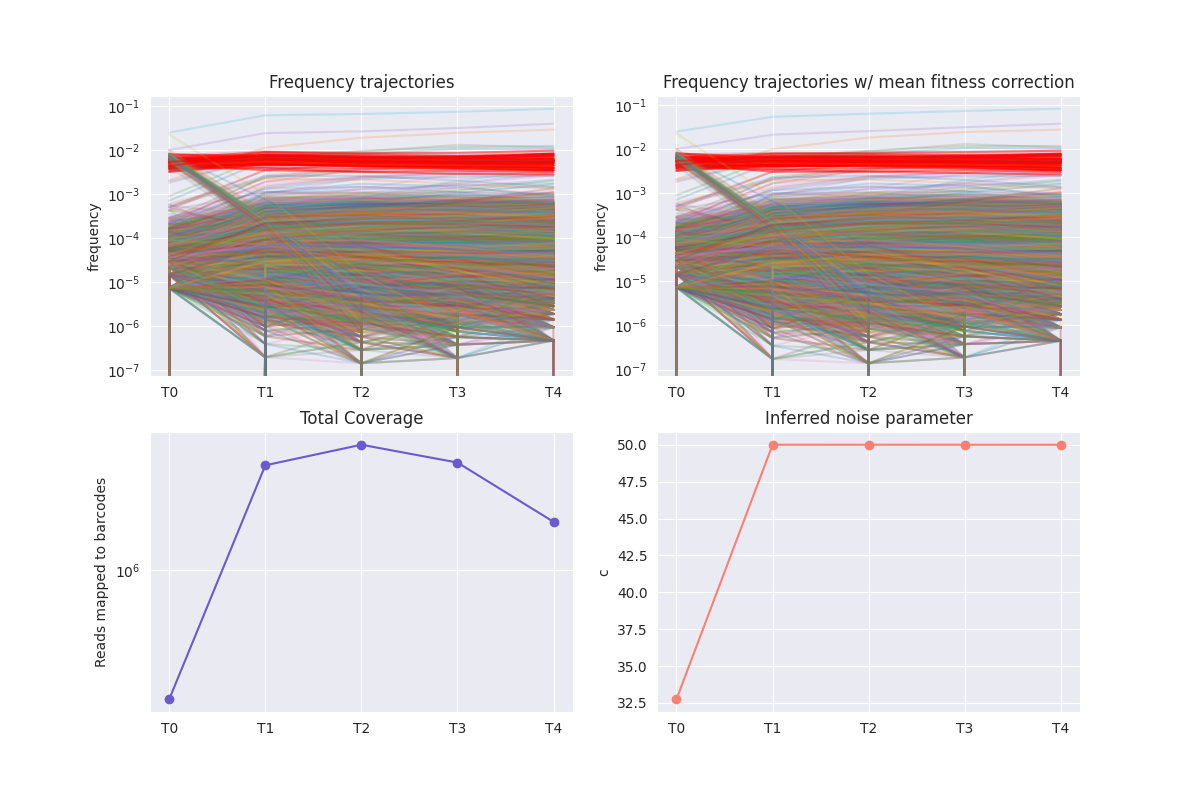 Frequency trajectories
10⁻¹
10⁻²
10⁻³
10⁻⁴
10⁻⁵
10⁻⁶
10⁻⁷
frequency
T0 T1 T2 T3 T4
Frequency trajectories w/ mean fitness correction
10⁻¹
10⁻²
10⁻³
10⁻⁴
10⁻⁵
10⁻⁶
10⁻⁷
frequency
T0 T1 T2 T3 T4
Total Coverage
10⁶
Reads mapped to barcodes
T0 T1 T2 T3 T4
Inferred noise parameter
50.0
47.5
45.0
42.5
40.0
37.5
35.0
32.5
c
T0 T1 T2 T3 T4